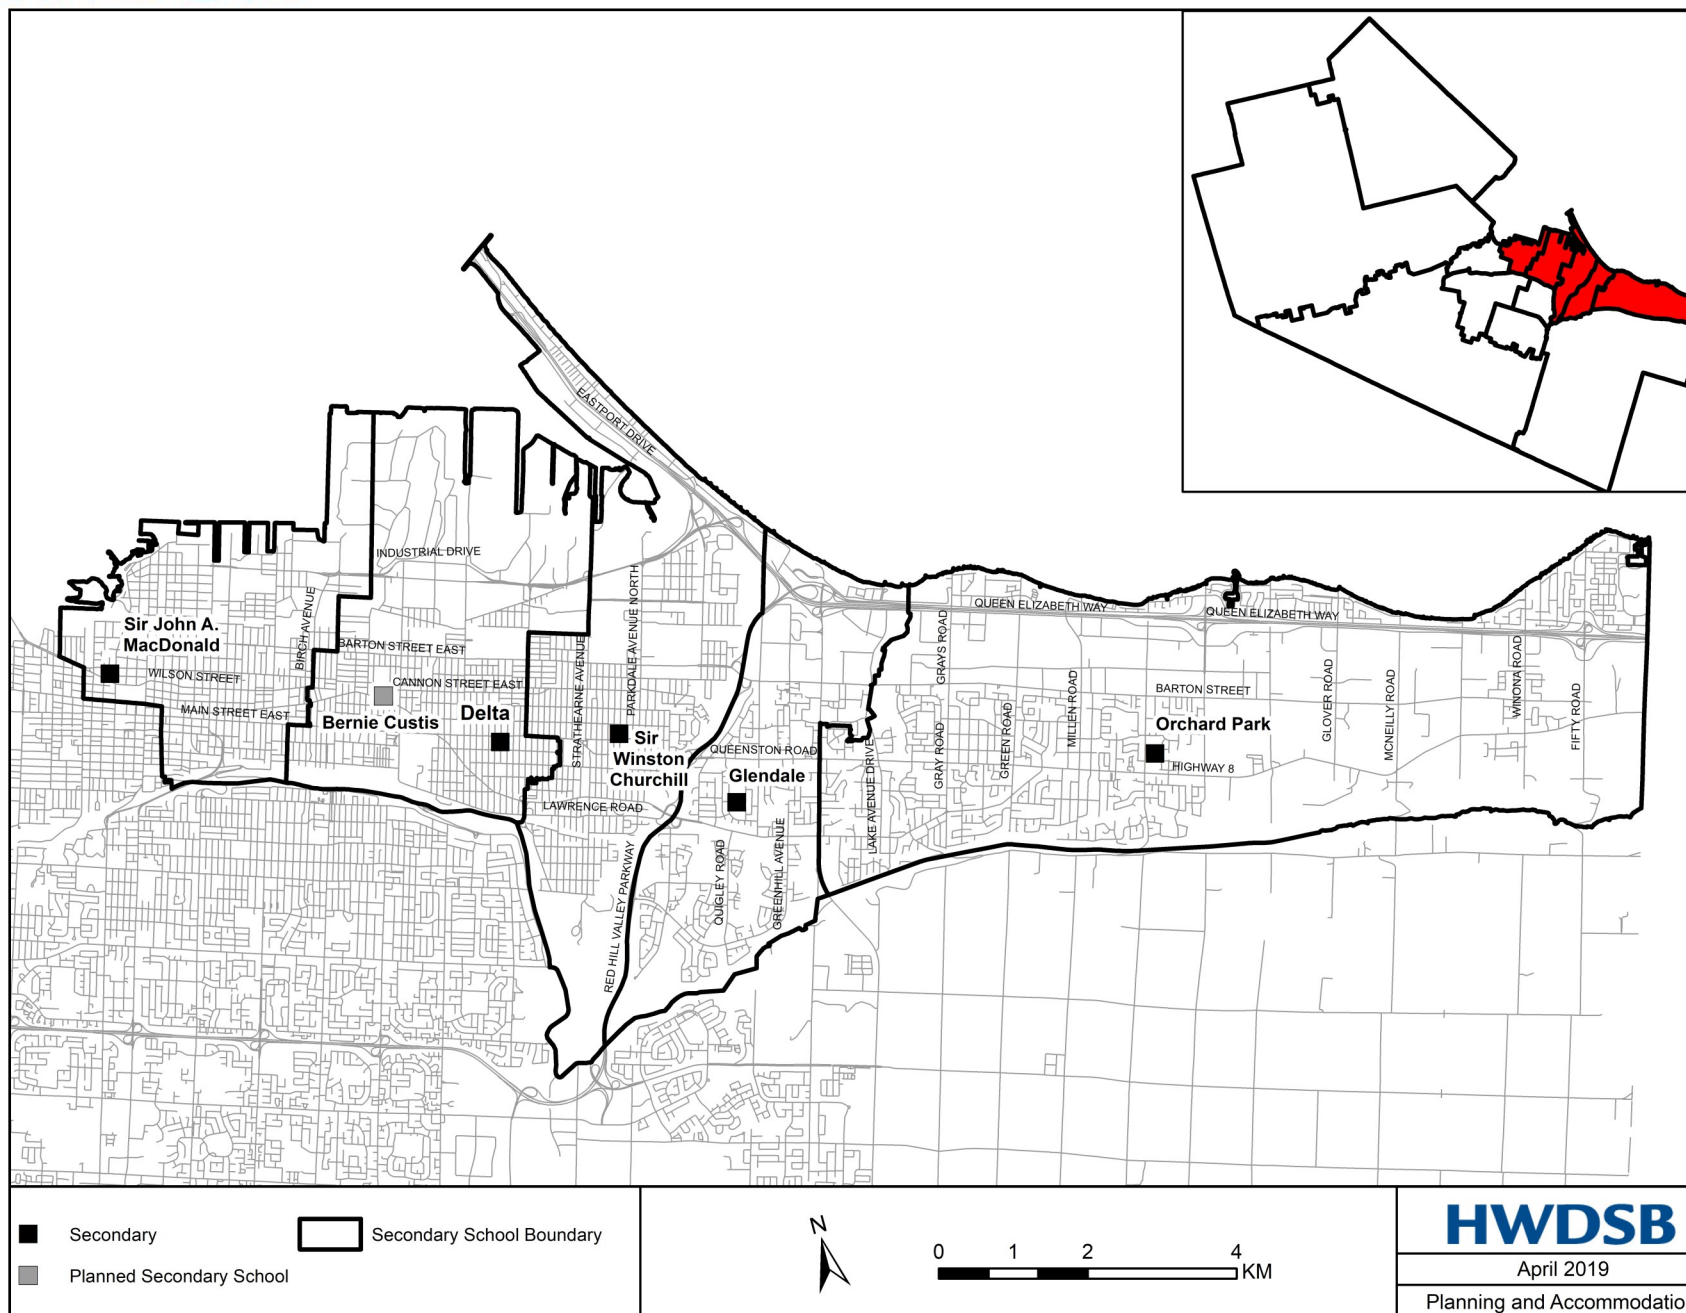 EASTPORT DRIVE
INDUSTRIAL DRIVE
BIRCH AVENUE
PARKDALE AVENUE NORTH
QUEEN ELIZABETH WAY
QUEEN ELIZABETH WAY
Sir John A.
MacDonald
BARTON STREET EAST
STRATHEARNE AVENUE
GRAYS ROAD
WILSON STREET
CANNON STREET EAST
MAIN STREET EAST
Bernie Custis
Delta
Sir
Winston
Churchill
QUEENSTON ROAD
Glendale
LAWRENCE ROAD
LAKE AVENUE DRIVE
GRAY ROAD
GREEN ROAD
MILLEN ROAD
BARTON STREET
Orchard Park
HIGHWAY 8
GLOVER ROAD
MCNEILLY ROAD
WINONA ROAD
FIFTY ROAD
RED HILL VALLEY PARKWAY
QUIGLEY ROAD
GREENHILL AVENUE
Secondary
Secondary School Boundary
Planned Secondary School
N
0 1 2 4
KM
HWDSB
April 2019
Planning and Accommodatio